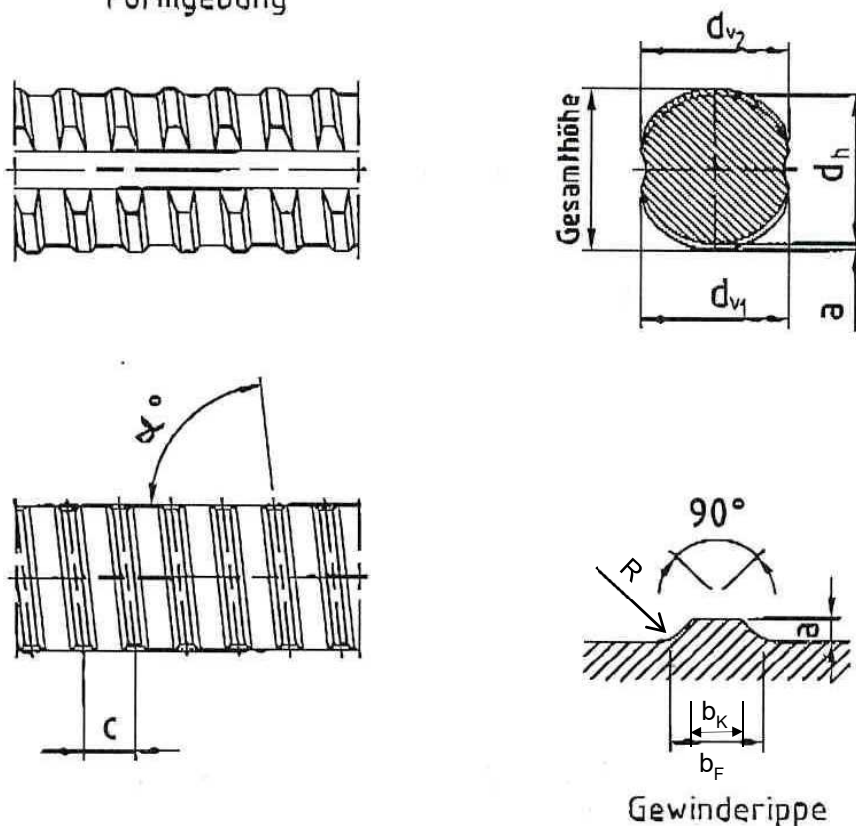 Formgebung
d_v2
Gesamthöhe
d_h
a
d_v1
α°
90°
R
a
c
b_K
b_F
Gewinderippe